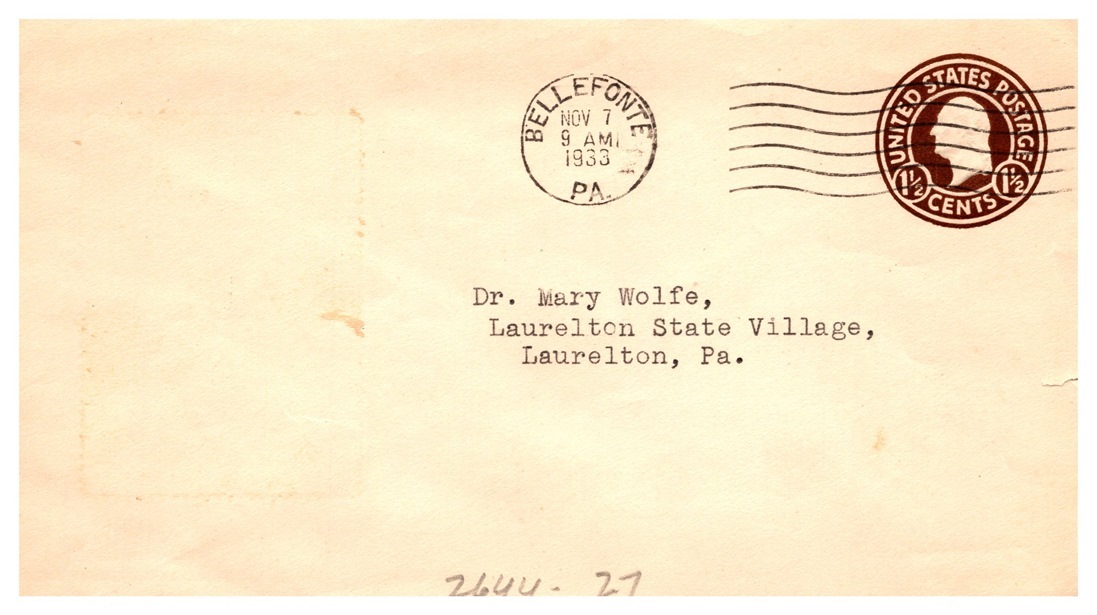 BELLEFONTE
NOV 7
9 AM
1933
PA.
UNITED STATES POSTAGE
1½ 1½
CENTS
Dr. Mary Wolfe,
Laurelton State Village,
Laurelton, Pa.
2644 - 27